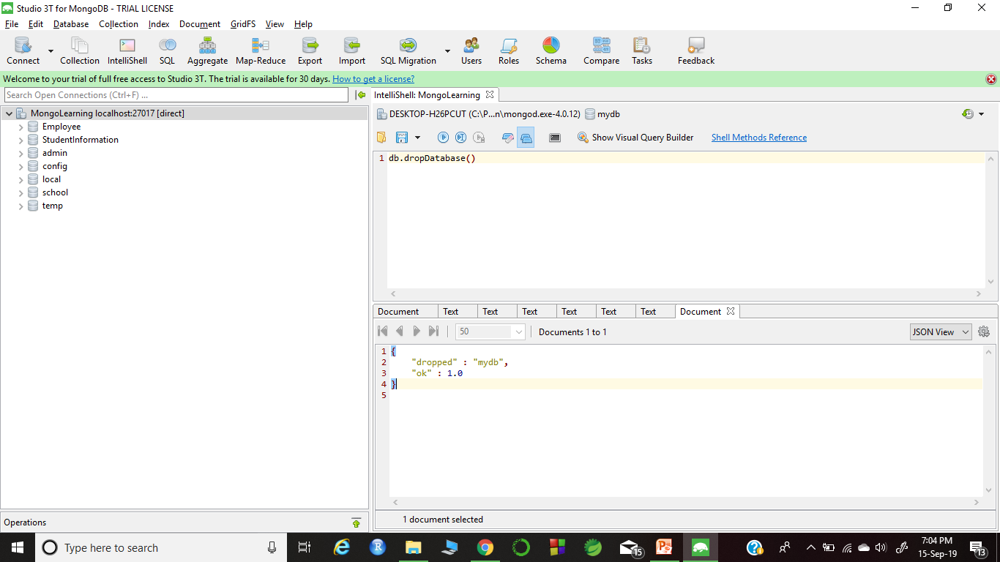 Studio 3T for MongoDB - TRIAL LICENSE
File Edit Database Collection Index Document GridFS View Help
Connect Collection IntelliShell SQL Aggregate Map-Reduce Export Import SQL Migration Users Roles Schema Compare Tasks Feedback
Welcome to your trial of full free access to Studio 3T. The trial is available for 30 days. How to get a license?
Search Open Connections (Ctrl+F) ...
IntelliShell: MongoLearning
MongoLearning localhost:27017 [direct]
Employee
StudentInformation
admin
config
local
school
temp
DESKTOP-H26PCUT (C:\P...n\mongod.exe-4.0.12) mydb
Show Visual Query Builder Shell Methods Reference
1 db.dropDatabase()
Document Text Text Text Text Text Text Document
50 Documents 1 to 1 JSON View
1 {
2 "dropped" : "mydb",
3 "ok" : 1.0
4 }
5
1 document selected
Operations
Type here to search
15
7:04 PM
15-Sep-19
13